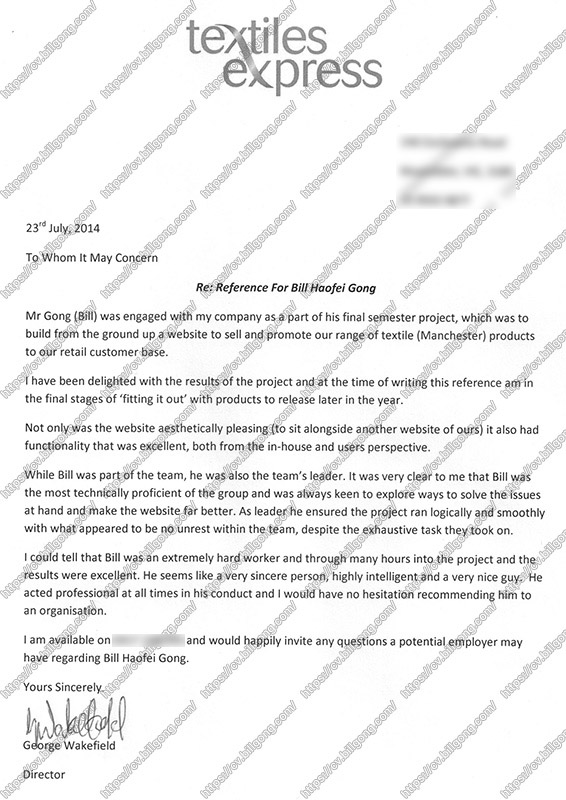 textiles
express
23rd July, 2014
To Whom It May Concern
Re: Reference For Bill Haofei Gong
Mr Gong (Bill) was engaged with my company as a part of his final semester project, which was to
build from the ground up a website to sell and promote our range of textile (Manchester) products
to our retail customer base.
I have been delighted with the results of the project and at the time of writing this reference am in
the final stages of ‘fitting it out’ with products to release later in the year.
Not only was the website aesthetically pleasing (to sit alongside another website of ours) it also had
functionality that was excellent, both from the in-house and users perspective.
While Bill was part of the team, he was also the team’s leader. It was very clear to me that Bill was
the most technically proficient of the group and was always keen to explore ways to solve the issues
at hand and make the website far better. As leader he ensured the project ran logically and smoothly
with what appeared to be no unrest within the team, despite the exhaustive task they took on.
I could tell that Bill was an extremely hard worker and through many hours into the project and the
results were excellent. He seems like a very sincere person, highly intelligent and a very nice guy. He
acted professional at all times in his conduct and I would have no hesitation recommending him to
an organisation.
I am available on and would happily invite any questions a potential employer may
have regarding Bill Haofei Gong.
Yours Sincerely
GWakefield
George Wakefield
Director
https://cv.billgong.com/